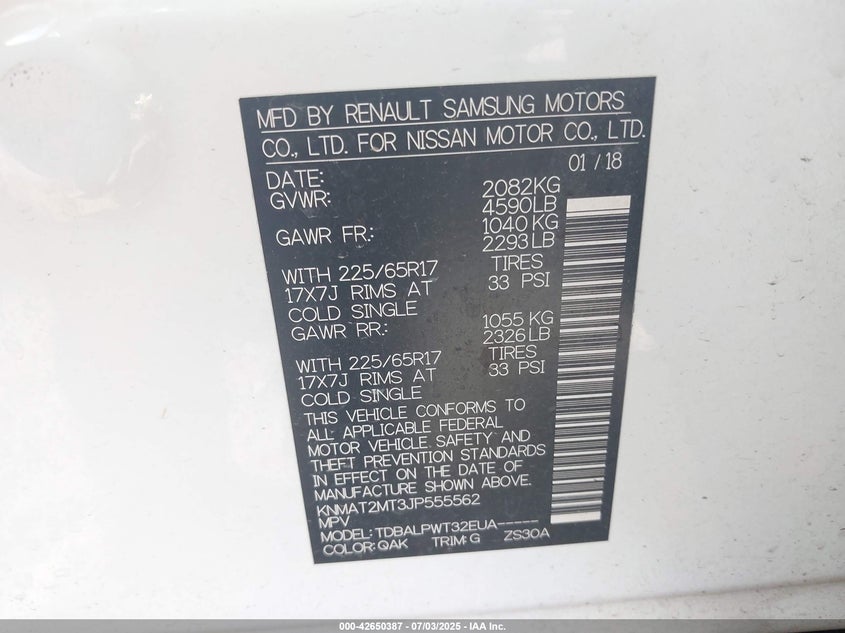 MFD BY RENAULT SAMSUNG MOTORS
CO., LTD. FOR NISSAN MOTOR CO., LTD.
DATE: 01 / 18
GVWR: 2082KG
4590LB
GAWR FR.: 1040 KG
2293LB
WITH 225/65R17 TIRES
17X7J RIMS AT 33 PSI
COLD SINGLE
GAWR RR.: 1055 KG
2326LB
WITH 225/65R17 TIRES
17X7J RIMS AT 33 PSI
COLD SINGLE
THIS VEHICLE CONFORMS TO
ALL APPLICABLE FEDERAL
MOTOR VEHICLE SAFETY AND
THEFT PREVENTION STANDARDS
IN EFFECT ON THE DATE OF
MANUFACTURE SHOWN ABOVE.
KNMAT2MT3JP555562
MPV
MODEL: TDBALPWT32EUA-----
COLOR: QAK TRIM: G ZS30A
000-42650387 - 07/03/2025 - IAA Inc.